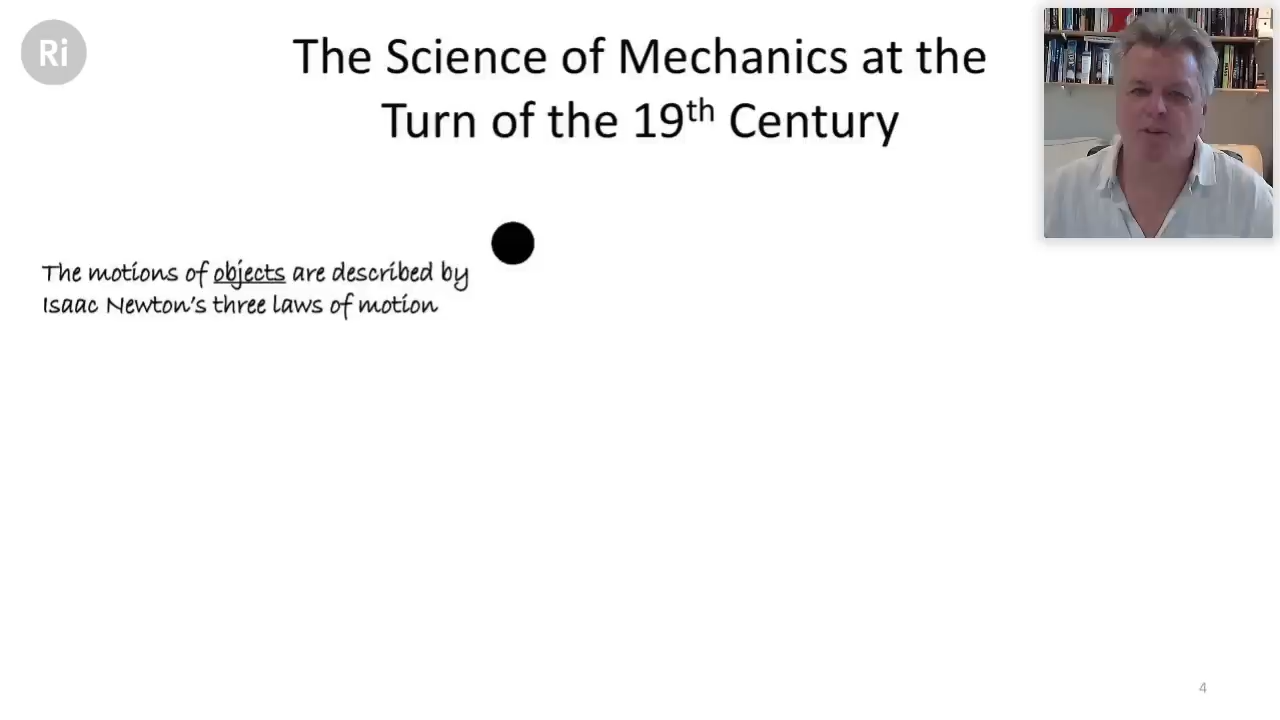 Ri
The Science of Mechanics at the
Turn of the 19th Century
The motions of objects are described by
Isaac Newton's three laws of motion
4